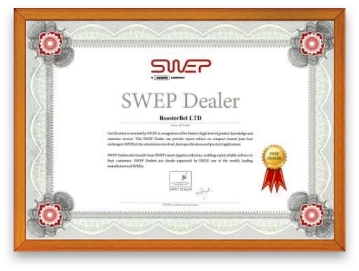 SWEP
A DOVER COMPANY
SWEP Dealer
BoosterBel LTD
Certification is awarded by SWEP in recognition of the Dealer's high level of product knowledge and
customer service. This Dealer can provide expert advice on compact brazed plate heat
exchangers (BPHEs), the calculations involved, their specifications and practical applications.
SWEP Dealers also benefit from SWEP's smart logistics solutions, enabling rapid, reliable delivery to
their customers. SWEP Dealers are closely supported by SWEP, one of the world's leading
manufacturers of BPHEs.
SWEP
DEALER
SWEP DEALER